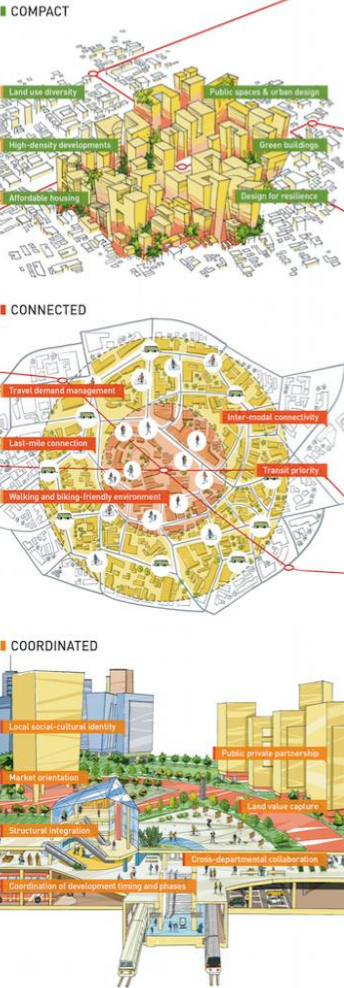 COMPACT
Land use diversity
Public spaces & urban design
High-density developments
Green buildings
Affordable housing
Design for resilience
CONNECTED
Travel demand management
Inter-modal connectivity
Last-mile connection
Transit priority
Walking and biking-friendly environment
COORDINATED
Local social-cultural identity
Public private partnership
Market orientation
Land value capture
Structural integration
Cross-departmental collaboration
Coordination of development timing and phases